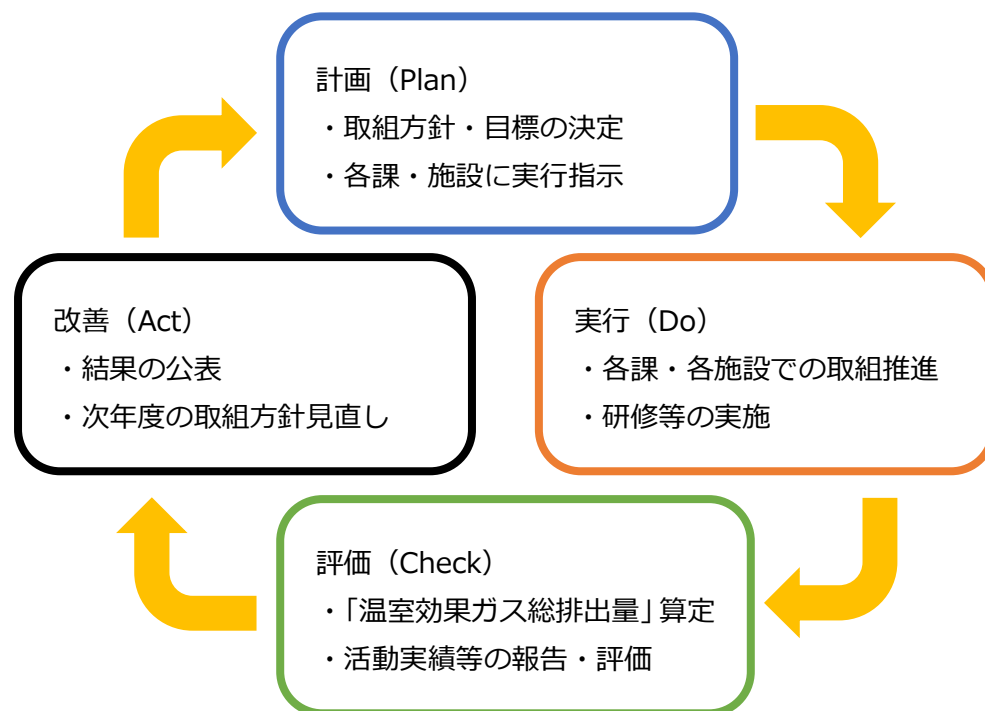 計画（Plan）
・取組方針・目標の決定
・各課・施設に実行指示
改善（Act）
・結果の公表
・次年度の取組方針見直し
実行（Do）
・各課・各施設での取組推進
・研修等の実施
評価（Check）
・「温室効果ガス総排出量」算定
・活動実績等の報告・評価